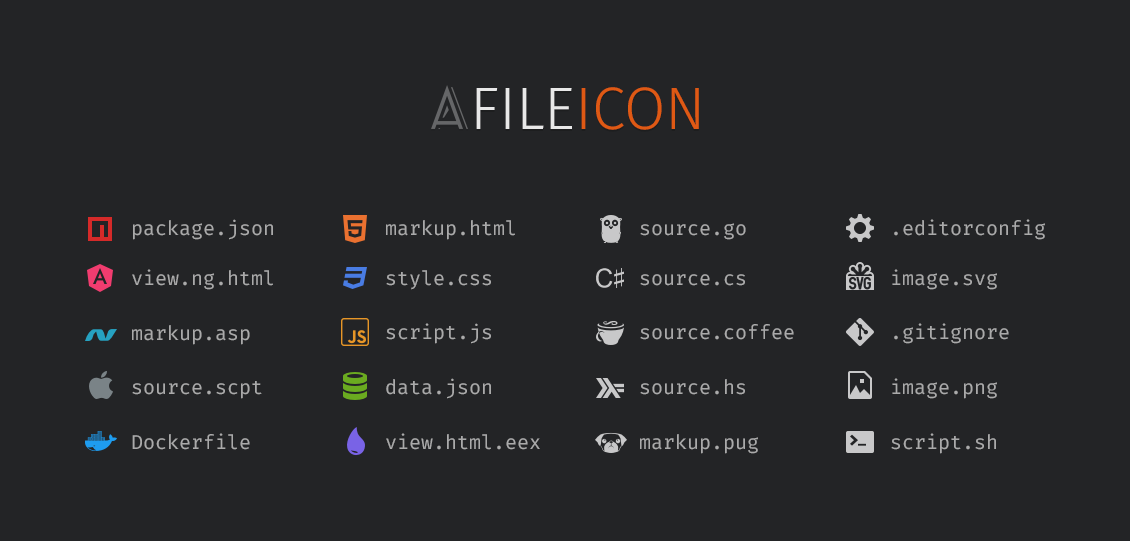 AFILEICON
package.json markup.html source.go .editorconfig
view.ng.html style.css C# source.cs SVG image.svg
markup.asp JS script.js source.coffee .gitignore
source.scpt data.json source.hs image.png
Dockerfile view.html.eex markup.pug script.sh